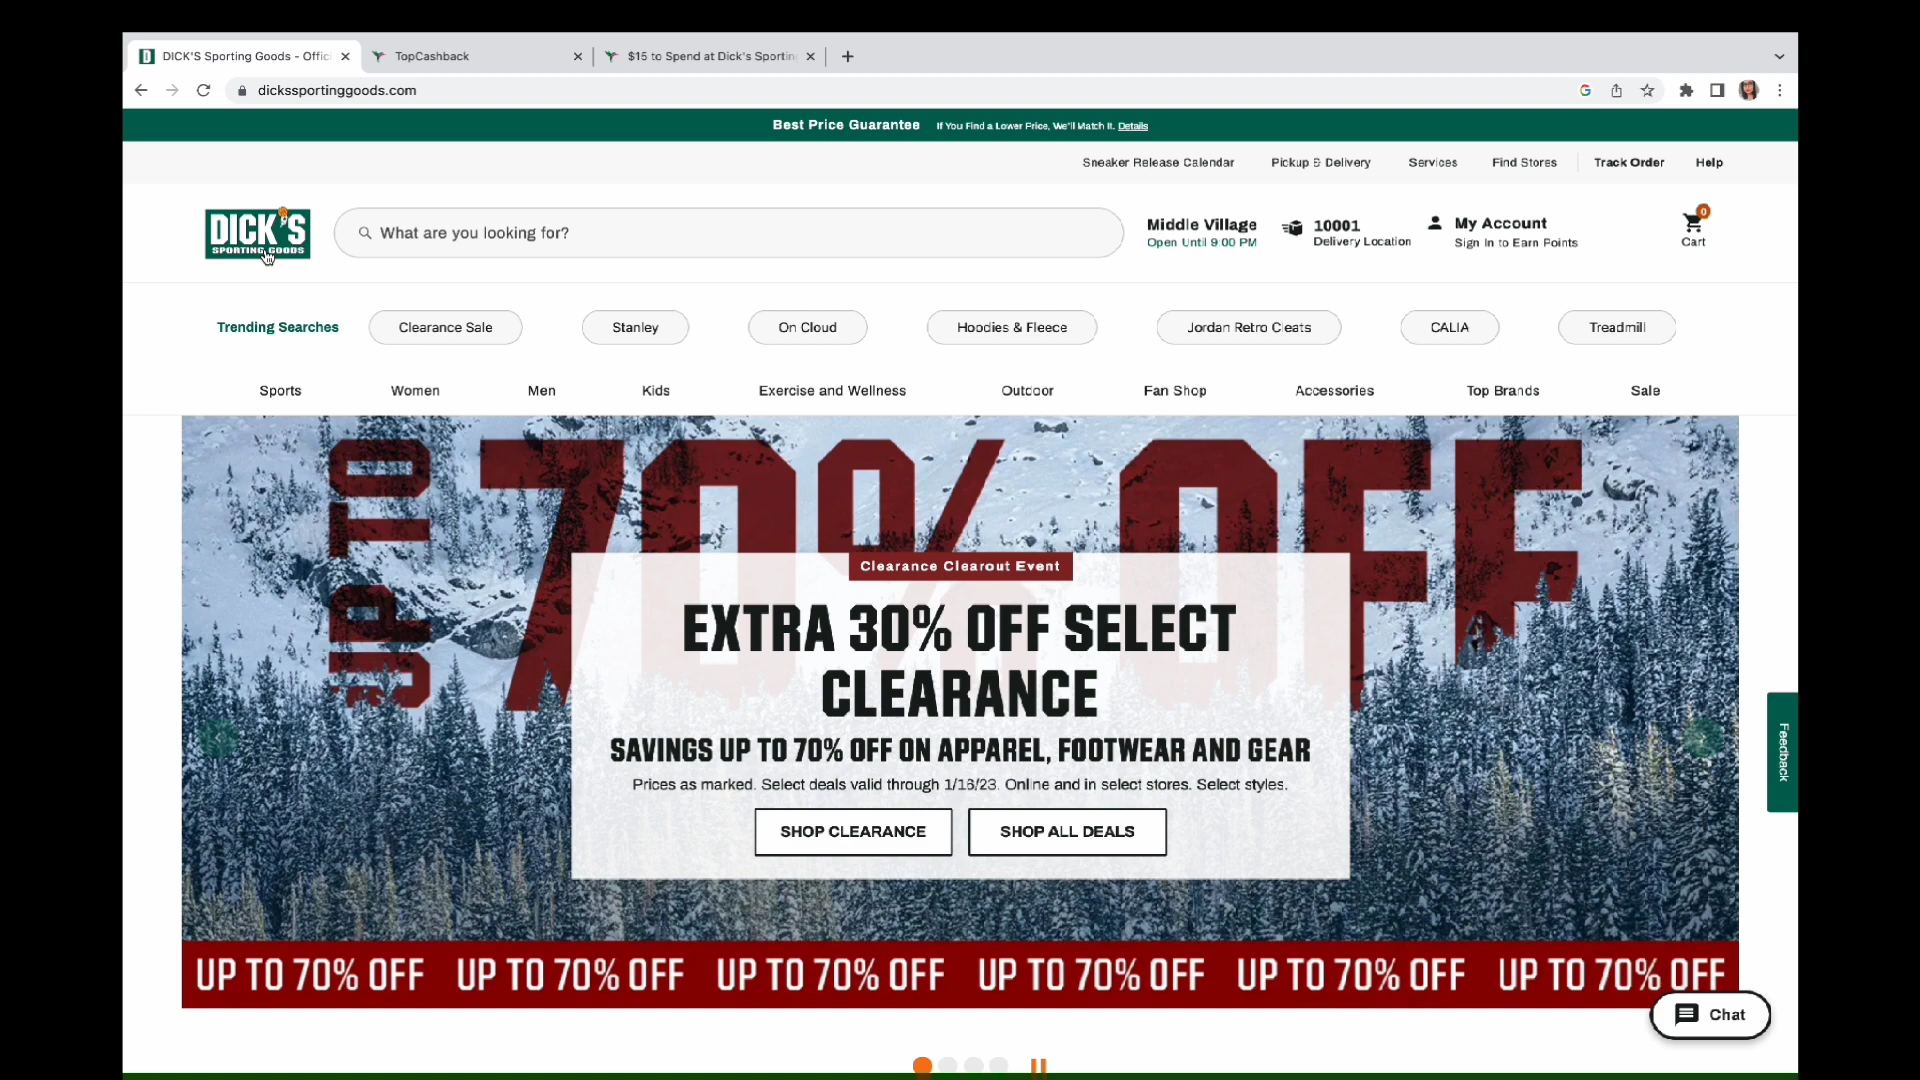 DICK'S Sporting Goods - Offici
TopCashback
$15 to Spend at Dick's Sportin
dickssportinggoods.com
Best Price Guarantee If You Find a Lower Price, We'll Match It. Details
Sneaker Release Calendar Pickup & Delivery Services Find Stores Track Order Help
DICK'S
SPORTING GOODS
What are you looking for?
Middle Village
Open Until 9:00 PM
10001
Delivery Location
My Account
Sign In to Earn Points
0
Cart
Trending Searches Clearance Sale Stanley On Cloud Hoodies & Fleece Jordan Retro Cleats CALIA Treadmill
Sports Women Men Kids Exercise and Wellness Outdoor Fan Shop Accessories Top Brands Sale
UP TO 70% OFF
Clearance Clearout Event
EXTRA 30% OFF SELECT
CLEARANCE
SAVINGS UP TO 70% OFF ON APPAREL, FOOTWEAR AND GEAR
Prices as marked. Select deals valid through 1/16/23. Online and in select stores. Select styles.
SHOP CLEARANCE SHOP ALL DEALS
Feedback
UP TO 70% OFF UP TO 70% OFF UP TO 70% OFF UP TO 70% OFF UP TO 70% OFF UP TO 70% OFF
Chat